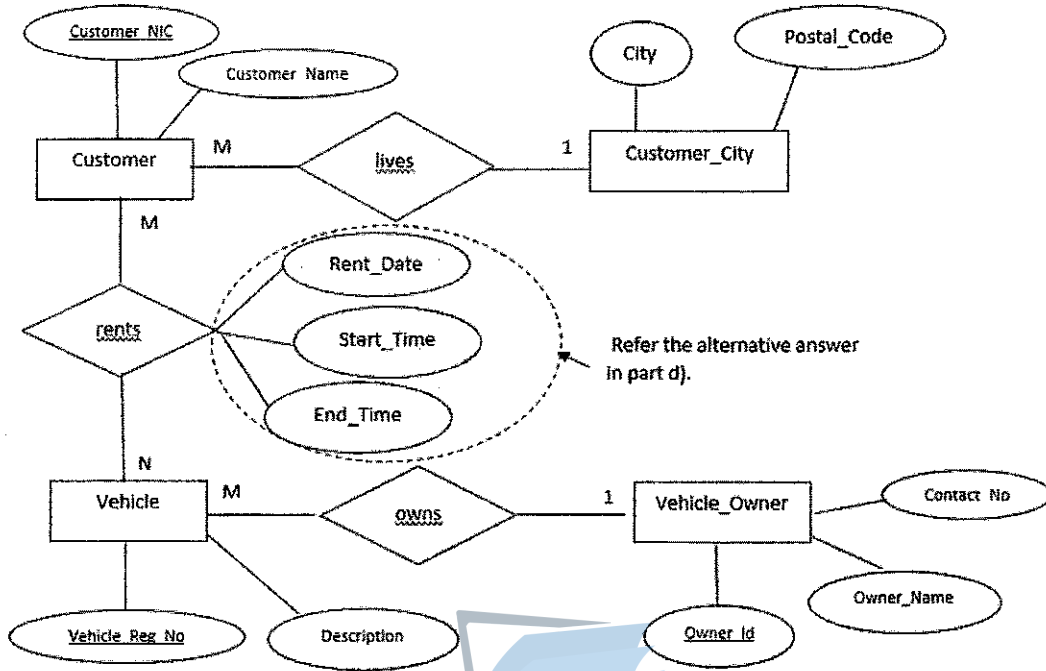 Customer_NIC
Customer_Name
City
Postal_Code
Customer
M
lives
1
Customer_City
M
Rent_Date
rents
Start_Time
Refer the alternative answer
in part d).
End_Time
N
Vehicle
M
owns
1
Vehicle_Owner
Contact_No
Owner_Name
Vehicle_Reg_No
Description
Owner_Id